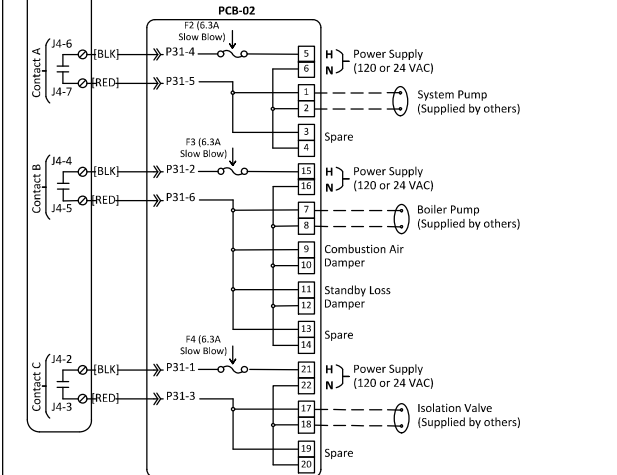 PCB-02
F2 (6.3A
Slow Blow)
Contact A
J4-6
[BLK]
P31-4
5
H
Power Supply
6
N
(120 or 24 VAC)
J4-7
[RED]
P31-5
1
System Pump
2
(Supplied by others)
3
Spare
4
F3 (6.3A
Slow Blow)
Contact B
J4-4
[BLK]
P31-2
15
H
Power Supply
16
N
(120 or 24 VAC)
J4-5
[RED]
P31-6
7
Boiler Pump
8
(Supplied by others)
9
Combustion Air
10
Damper
11
Standby Loss
12
Damper
13
Spare
14
F4 (6.3A
Slow Blow)
Contact C
J4-2
[BLK]
P31-1
21
H
Power Supply
22
N
(120 or 24 VAC)
J4-3
[RED]
P31-3
17
Isolation Valve
18
(Supplied by others)
19
Spare
20